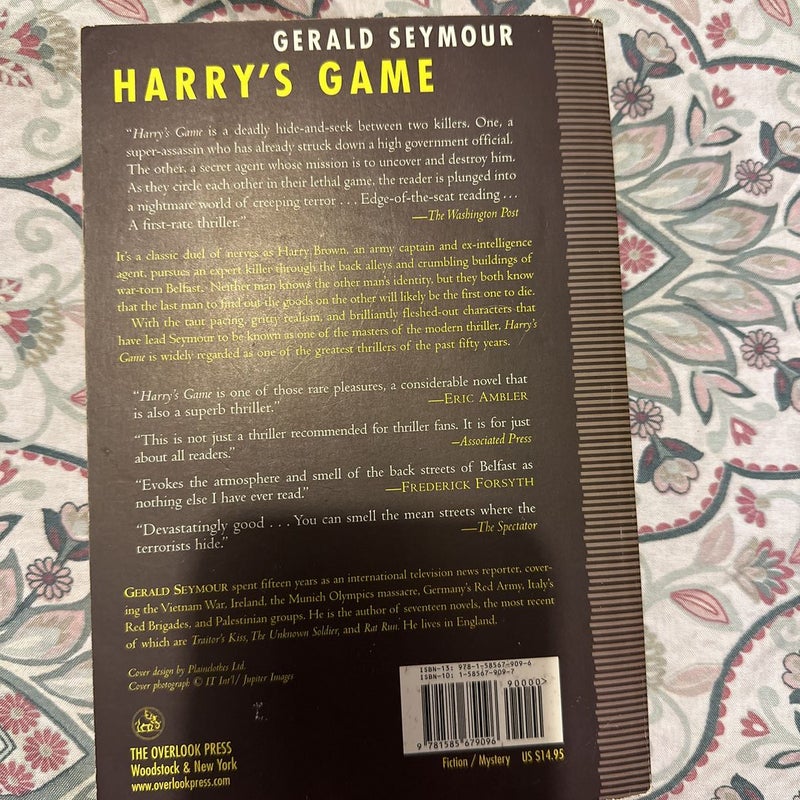 GERALD SEYMOUR
HARRY'S GAME
"Harry's Game is a deadly hide-and-seek between two killers. One, a
super-assassin who has already struck down a high government official.
The other, a secret agent whose mission is to uncover and destroy him.
As they circle each other in their lethal game, the reader is plunged into
a nightmare world of creeping terror . . . Edge-of-the-seat reading . . .
A first-rate thriller." —The Washington Post
It's a classic duel of nerves as Harry Brown, an army captain and ex-intelligence
agent, pursues an expert killer through the back alleys and crumbling buildings of
war-torn Belfast. Neither man knows the other man's identity, but they both know
that the last man to find out the goods on the other will likely be the first one to die.
With the taut pacing, gritty realism, and brilliantly fleshed-out characters that
have lead Seymour to be known as one of the masters of the modern thriller, Harry's
Game is widely regarded as one of the greatest thrillers of the past fifty years.
"Harry's Game is one of those rare pleasures, a considerable novel that
is also a superb thriller." —ERIC AMBLER
"This is not just a thriller recommended for thriller fans. It is for just
about all readers." —Associated Press
"Evokes the atmosphere and smell of the back streets of Belfast as
nothing else I have ever read." —FREDERICK FORSYTH
"Devastatingly good . . . You can smell the mean streets where the
terrorists hide." —The Spectator
GERALD SEYMOUR spent fifteen years as an international television news reporter, cover-
ing the Vietnam War, Ireland, the Munich Olympics massacre, Germany's Red Army, Italy's
Red Brigades, and Palestinian groups. He is the author of seventeen novels, the most recent
of which are Traitor's Kiss, The Unknown Soldier, and Rat Run. He lives in England.
Cover design by Plainclothes Ltd.
Cover photograph © IT Int'l/ Jupiter Images
THE OVERLOOK PRESS
Woodstock & New York
www.overlookpress.com
ISBN-13: 978-1-58567-909-6
ISBN-10: 1-58567-909-7
90000>
9 781585 679096
Fiction / Mystery US $14.95